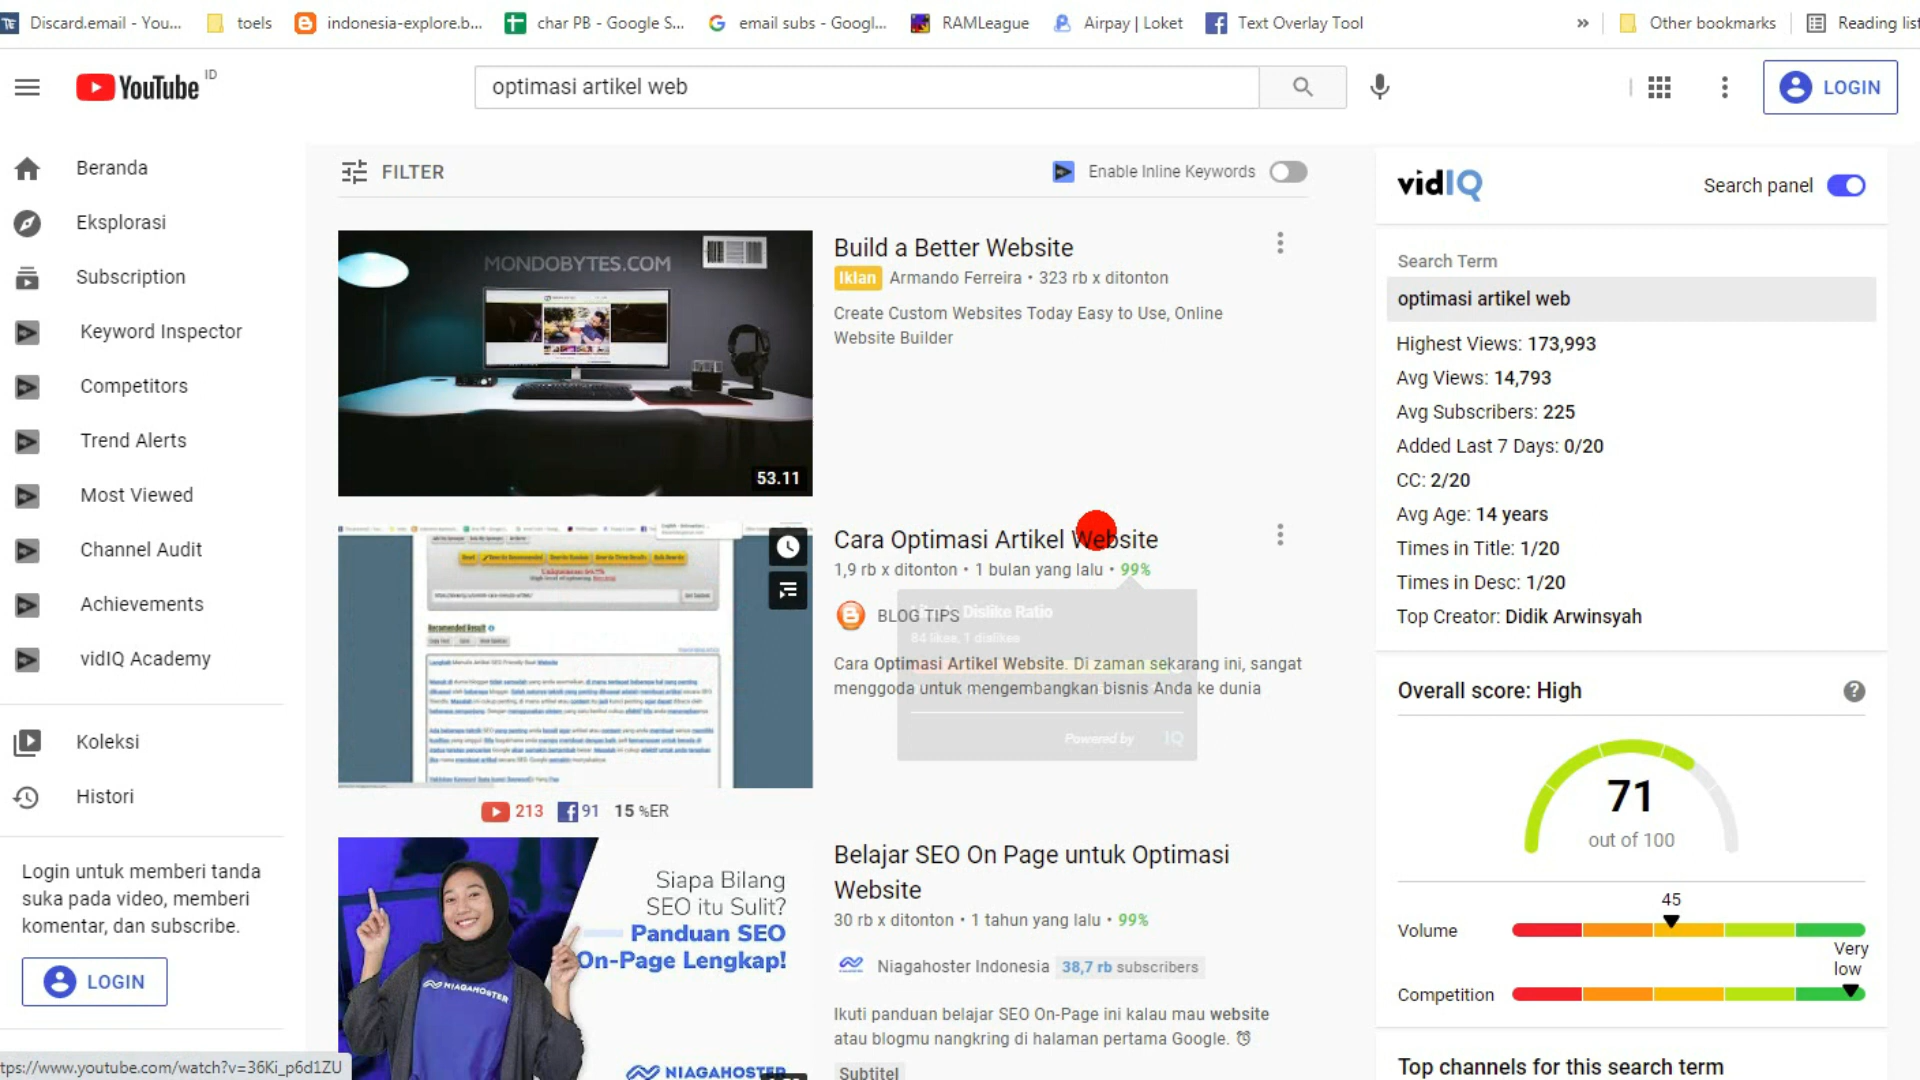 Discard.email - You...
toels
indonesia-explore.b...
char PB - Google S...
email subs - Googl...
RAMLeague
Airpay | Loket
Text Overlay Tool
»
Other bookmarks
Reading list
YouTube ID
optimasi artikel web
LOGIN
Beranda
Eksplorasi
Subscription
Keyword Inspector
Competitors
Trend Alerts
Most Viewed
Channel Audit
Achievements
vidIQ Academy
Koleksi
Histori
Login untuk memberi tanda
suka pada video, memberi
komentar, dan subscribe.
LOGIN
tps://www.youtube.com/watch?v=36Ki_p6d1ZU
FILTER
Enable Inline Keywords
MONDOBYTES.COM
53.11
Build a Better Website
Iklan Armando Ferreira • 323 rb x ditonton
Create Custom Websites Today Easy to Use, Online
Website Builder
Cara Optimasi Artikel Website
1,9 rb x ditonton • 1 bulan yang lalu • 99%
Dislike Ratio
BLOG TIPS
84 likes, 1 dislikes
Cara Optimasi Artikel Website. Di zaman sekarang ini, sangat
menggoda untuk mengembangkan bisnis Anda ke dunia
Powered by IQ
213 91 15 %ER
Siapa Bilang
SEO itu Sulit?
Panduan SEO
On-Page Lengkap!
NIAGAHOSTER
NIAGAHOSTER
Belajar SEO On Page untuk Optimasi
Website
30 rb x ditonton • 1 tahun yang lalu • 99%
Niagahoster Indonesia 38,7 rb subscribers
Ikuti panduan belajar SEO On-Page ini kalau mau website
atau blogmu nangkring di halaman pertama Google.
Subtitel
vidIQ
Search panel
Search Term
optimasi artikel web
Highest Views: 173,993
Avg Views: 14,793
Avg Subscribers: 225
Added Last 7 Days: 0/20
CC: 2/20
Avg Age: 14 years
Times in Title: 1/20
Times in Desc: 1/20
Top Creator: Didik Arwinsyah
Overall score: High
?
71
out of 100
45
Volume
Very
low
Competition
Top channels for this search term